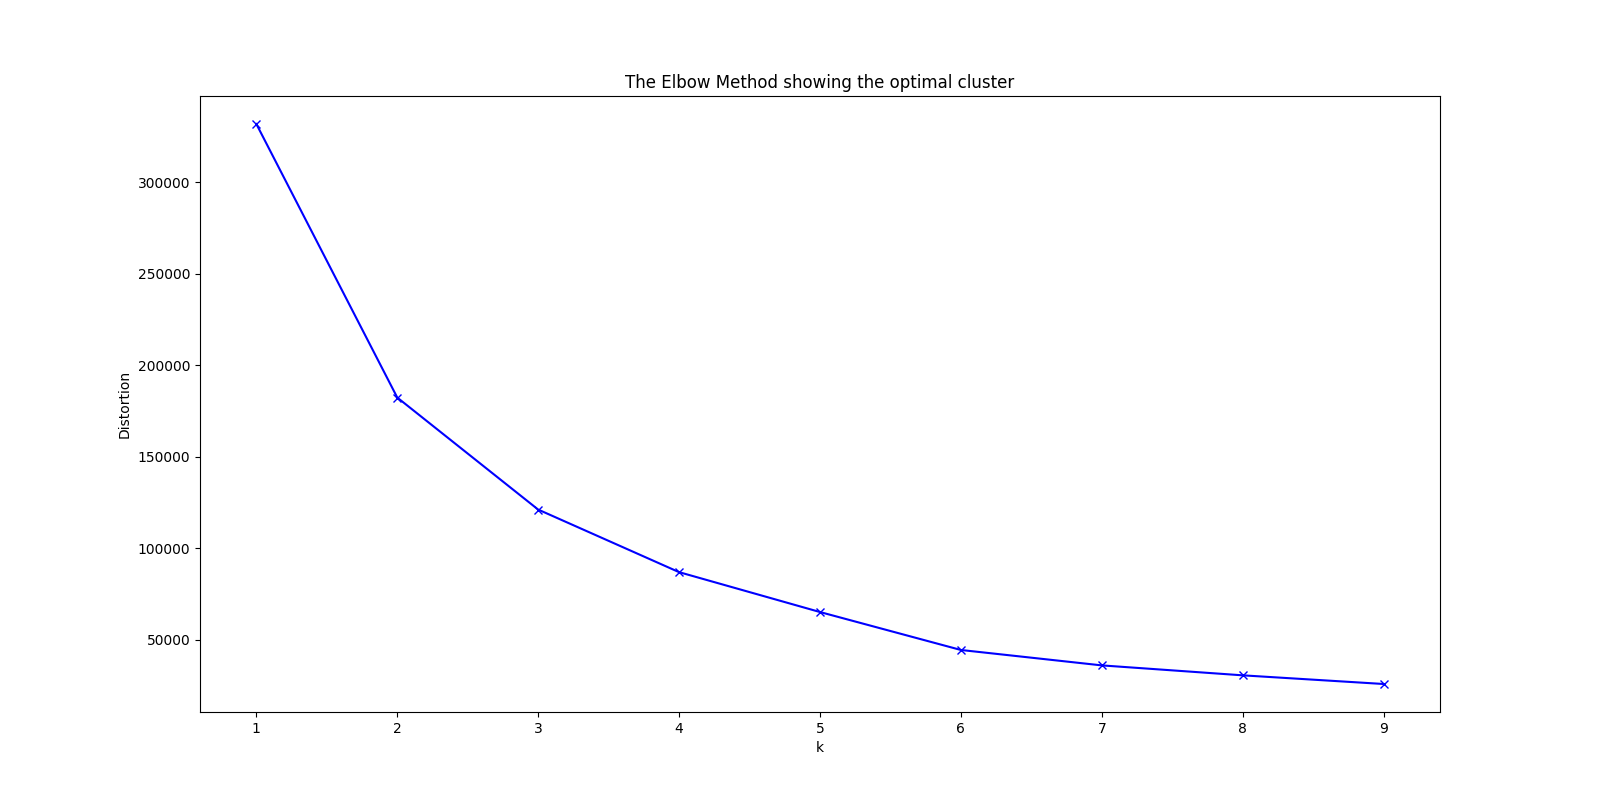 The Elbow Method showing the optimal cluster
300000
250000
200000
150000
100000
50000
Distortion
1 2 3 4 5 6 7 8 9
k